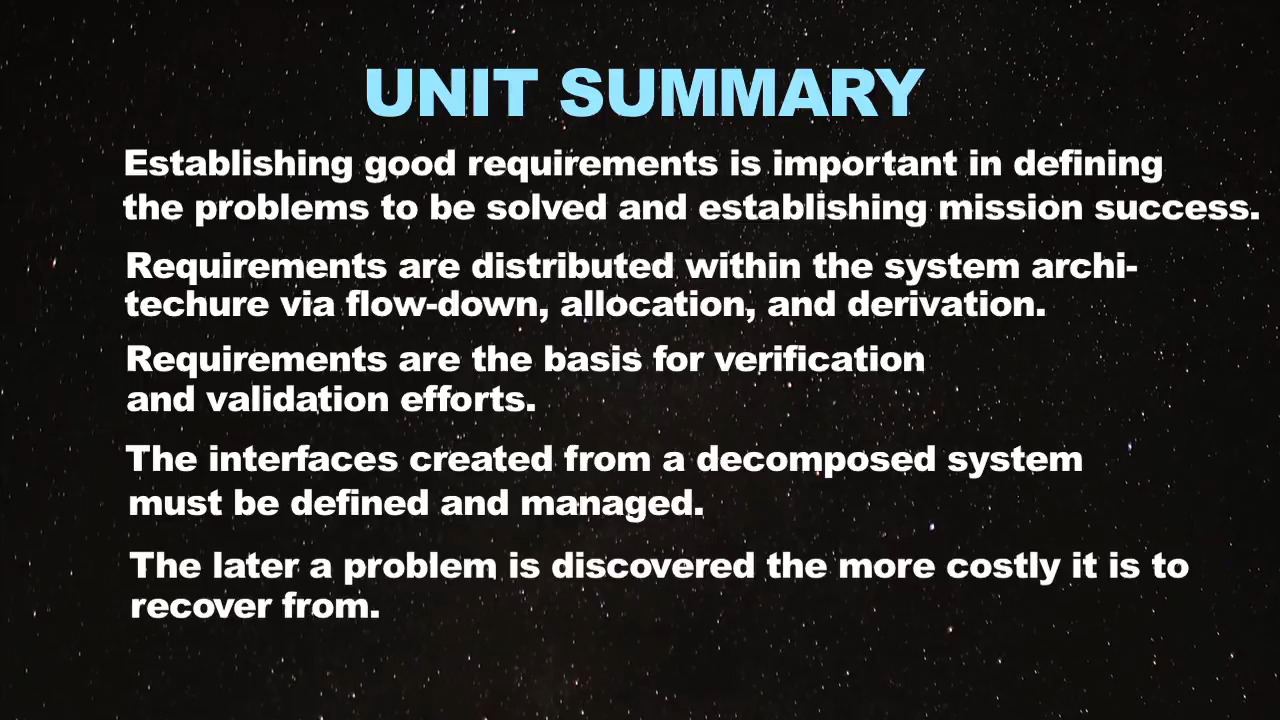 UNIT SUMMARY
Establishing good requirements is important in defining
the problems to be solved and establishing mission success.
Requirements are distributed within the system archi-
techure via flow-down, allocation, and derivation.
Requirements are the basis for verification
and validation efforts.
The interfaces created from a decomposed system
must be defined and managed.
The later a problem is discovered the more costly it is to
recover from.